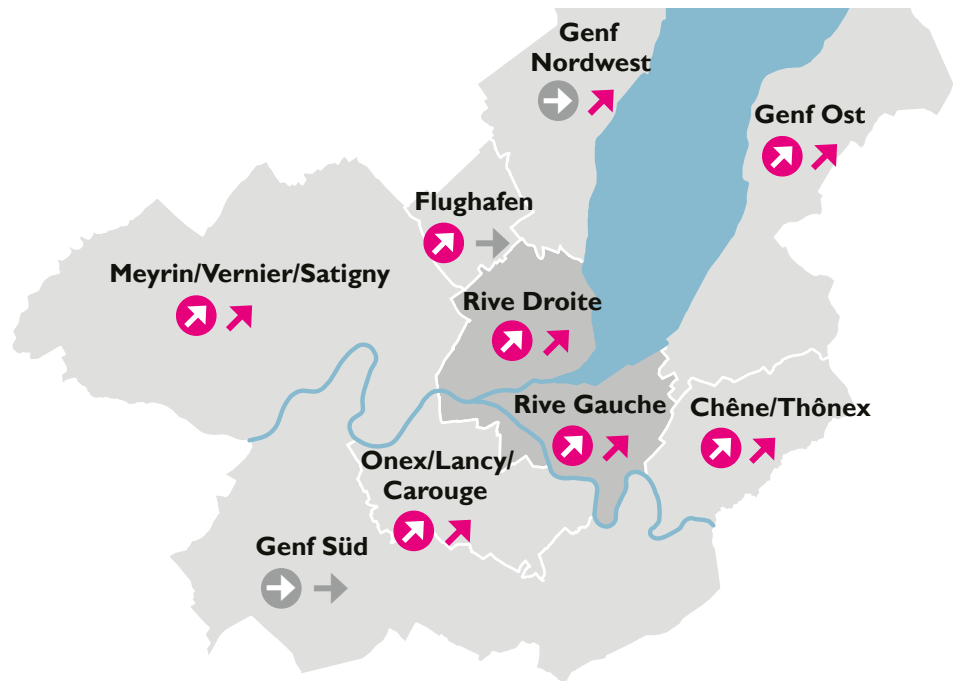 Genf
Nordwest
Genf Ost
Flughafen
Meyrin/Vernier/Satigny
Rive Droite
Rive Gauche
Chêne/Thônex
Onex/Lancy/
Carouge
Genf Süd